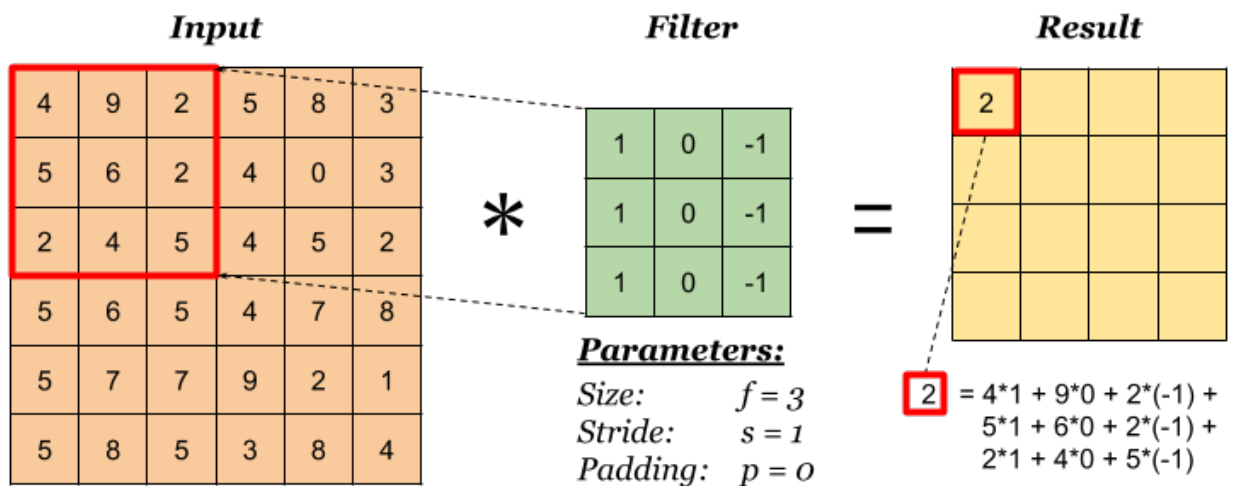 Input Filter Result
4 9 2 5 8 3
5 6 2 4 0 3
2 4 5 4 5 2
5 6 5 4 7 8
5 7 7 9 2 1
5 8 5 3 8 4
*
1 0 -1
1 0 -1
1 0 -1
=
2
Parameters:
Size: f = 3
Stride: s = 1
Padding: p = 0
2 = 4*1 + 9*0 + 2*(-1) +
5*1 + 6*0 + 2*(-1) +
2*1 + 4*0 + 5*(-1)